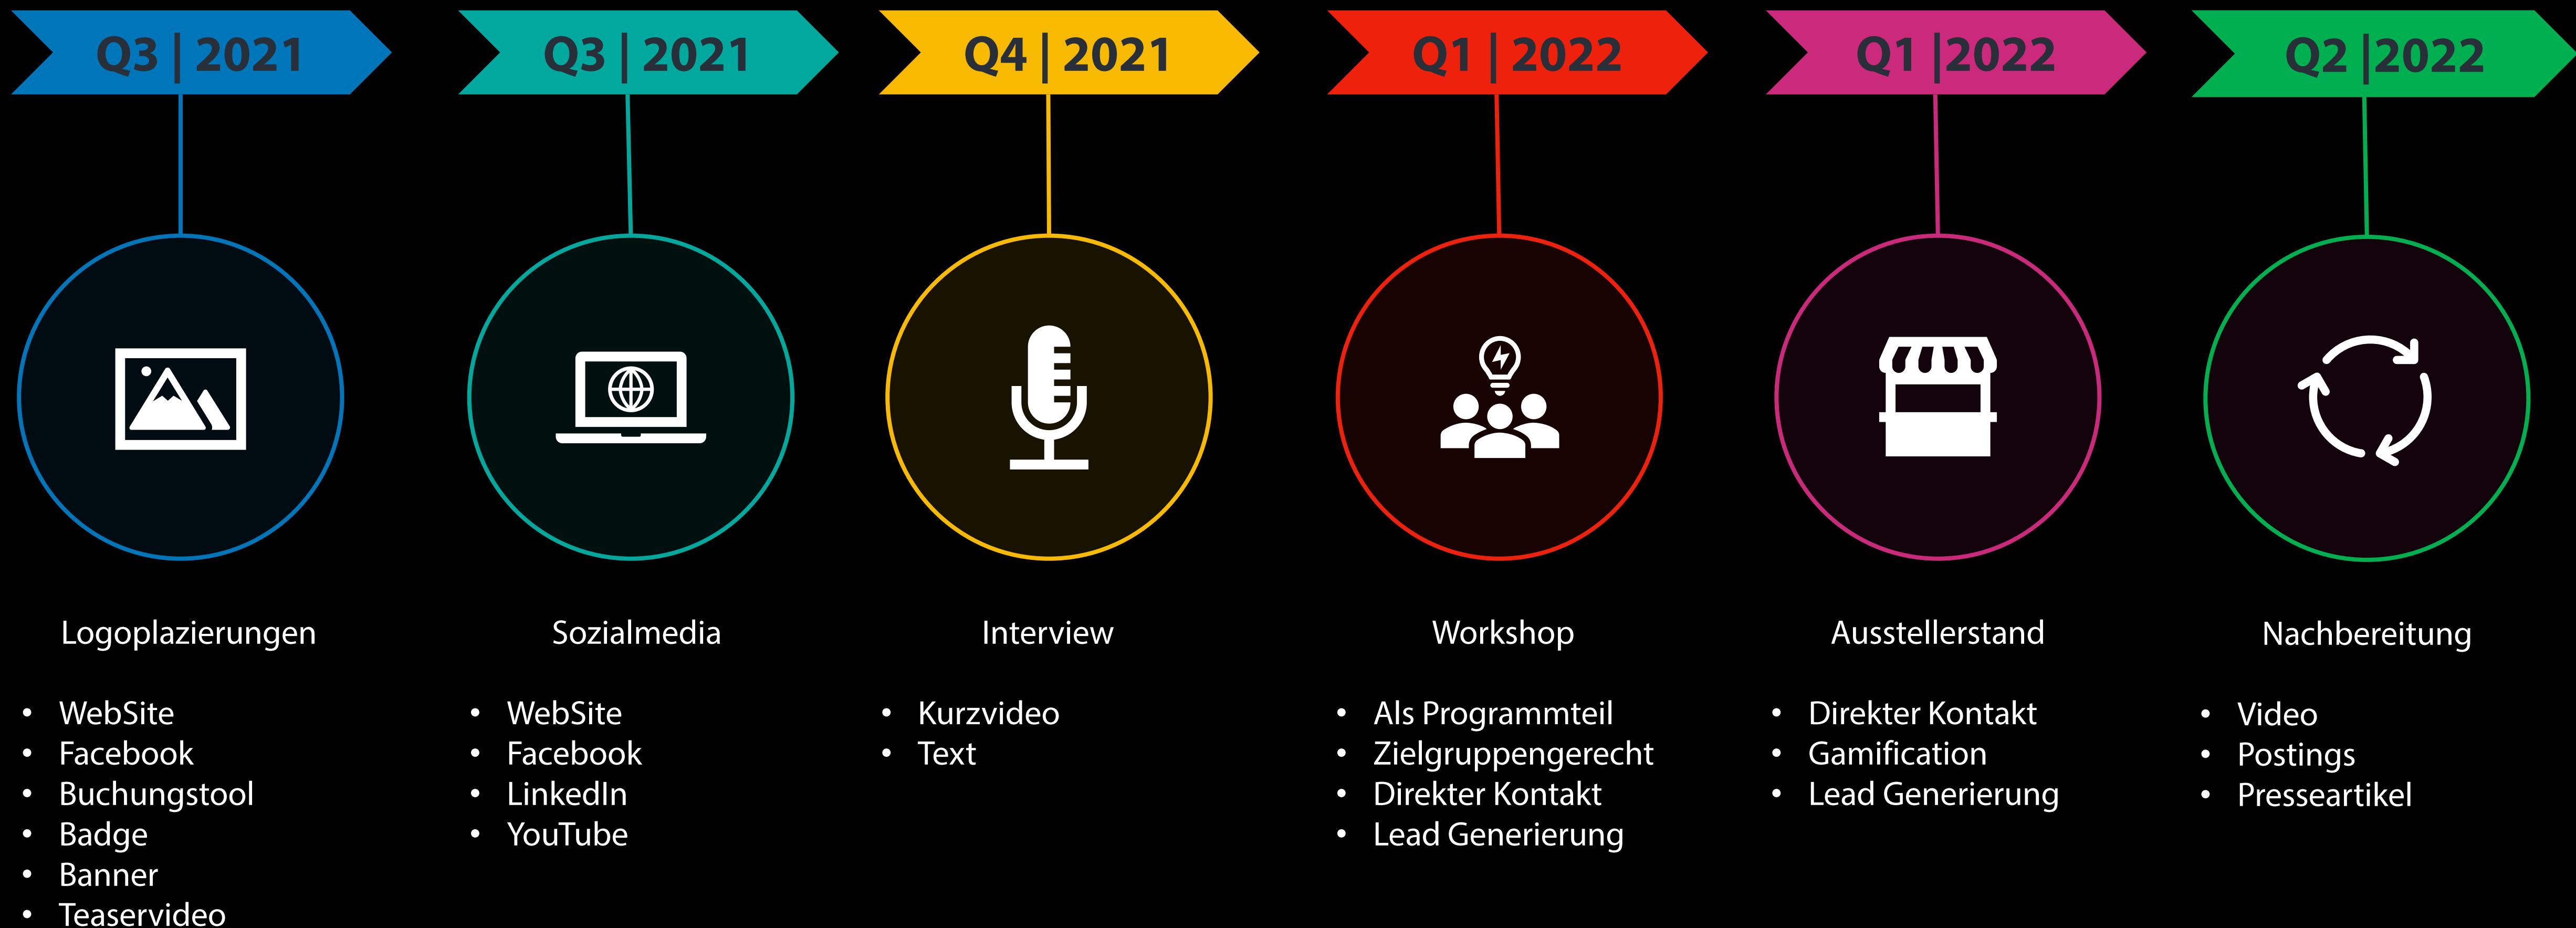 Q3 | 2021
Logoplazierungen
• WebSite
• Facebook
• Buchungstool
• Badge
• Banner
• Teaservideo
Q3 | 2021
Sozialmedia
• WebSite
• Facebook
• LinkedIn
• YouTube
Q4 | 2021
Interview
• Kurzvideo
• Text
Q1 | 2022
Workshop
• Als Programmteil
• Zielgruppengerecht
• Direkter Kontakt
• Lead Generierung
Q1 |2022
Ausstellerstand
• Direkter Kontakt
• Gamification
• Lead Generierung
Q2 |2022
Nachbereitung
• Video
• Postings
• Presseartikel